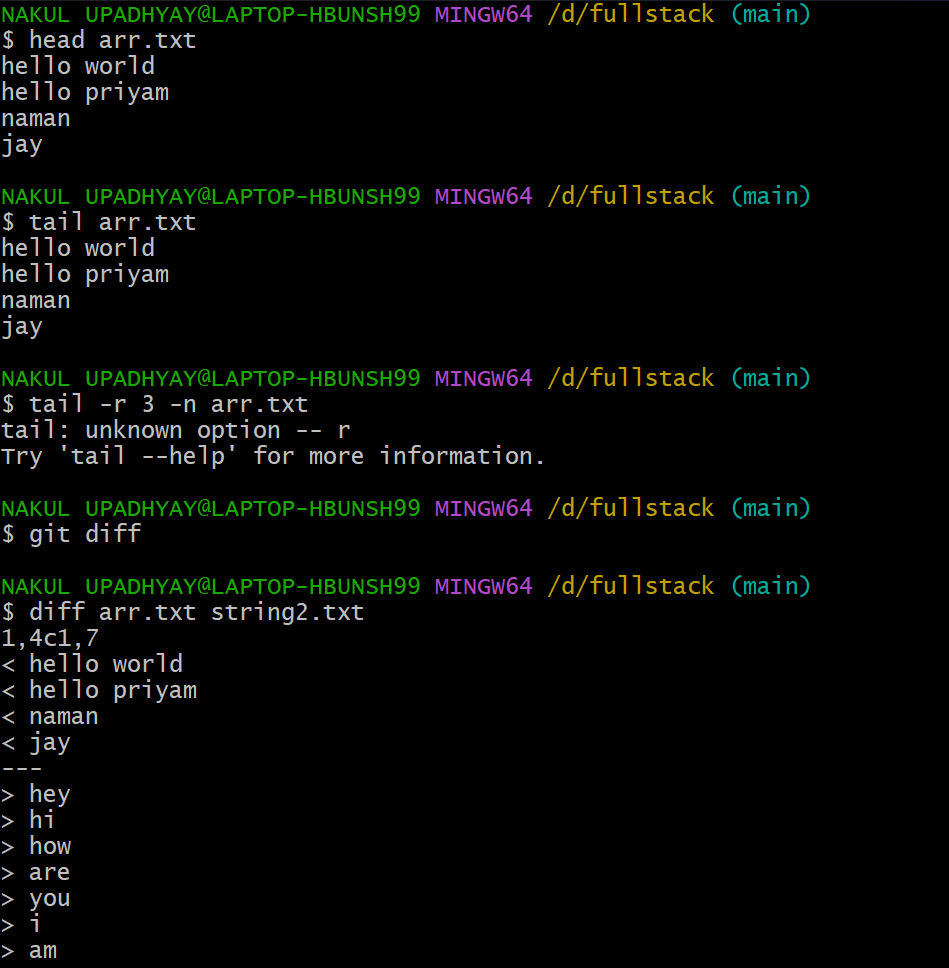 NAKUL UPADHYAY@LAPTOP-HBUNSH99 MINGW64 /d/fullstack (main)
$ head arr.txt
hello world
hello priyam
naman
jay

NAKUL UPADHYAY@LAPTOP-HBUNSH99 MINGW64 /d/fullstack (main)
$ tail arr.txt
hello world
hello priyam
naman
jay

NAKUL UPADHYAY@LAPTOP-HBUNSH99 MINGW64 /d/fullstack (main)
$ tail -r 3 -n arr.txt
tail: unknown option -- r
Try 'tail --help' for more information.

NAKUL UPADHYAY@LAPTOP-HBUNSH99 MINGW64 /d/fullstack (main)
$ git diff

NAKUL UPADHYAY@LAPTOP-HBUNSH99 MINGW64 /d/fullstack (main)
$ diff arr.txt string2.txt
1,4c1,7
< hello world
< hello priyam
< naman
< jay
---
> hey
> hi
> how
> are
> you
> i
> am